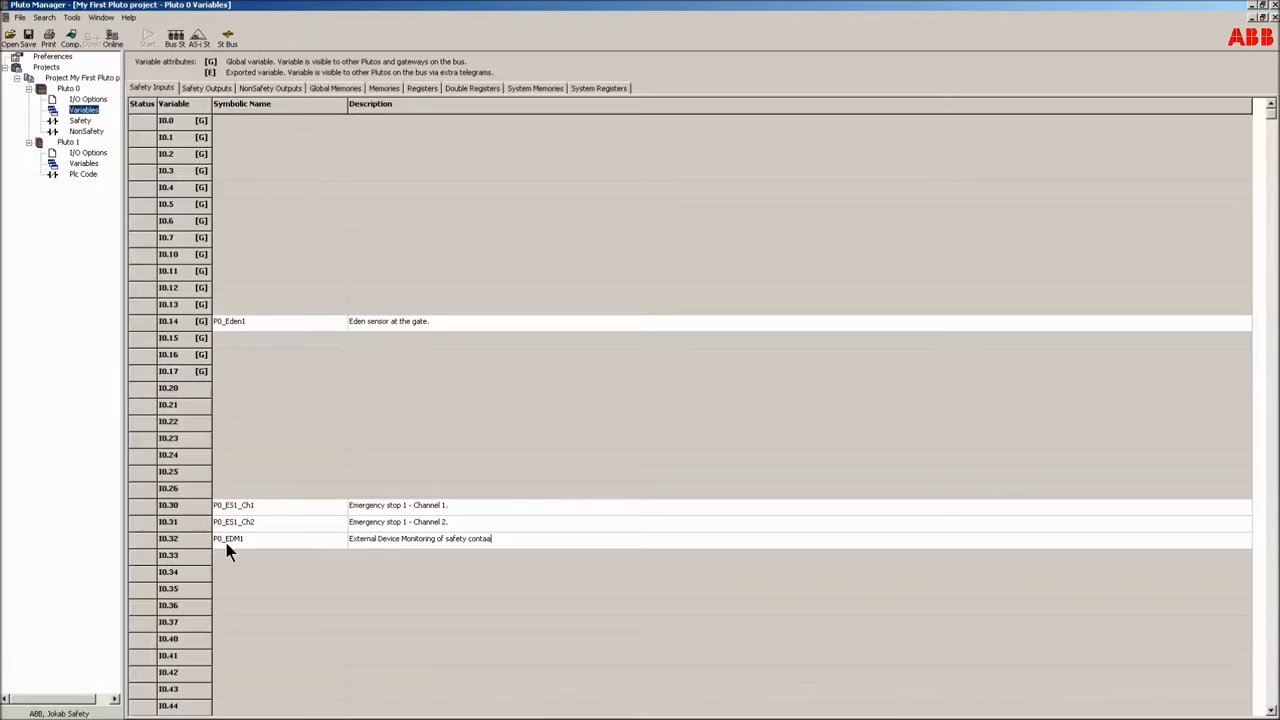 Pluto Manager - [My First Pluto project - Pluto 0 Variables]
File Search Tools Window Help
Open Save Print Comp. Down Online Start Bus St AS-i St St Bus
ABB
Preferences
Projects
Project My First Pluto p
Pluto 0
I/O Options
Variables
Safety
NonSafety
Pluto 1
I/O Options
Variables
Plc Code
ABB, Jokab Safety
Variable attributes: [G] Global variable. Variable is visible to other Plutos and gateways on the bus.
[E] Exported variable. Variable is visible to other Plutos on the bus via extra telegrams.
Safety Inputs Safety Outputs NonSafety Outputs Global Memories Memories Registers Double Registers System Memories System Registers
Status Variable Symbolic Name Description
I0.0 [G]
I0.1 [G]
I0.2 [G]
I0.3 [G]
I0.4 [G]
I0.5 [G]
I0.6 [G]
I0.7 [G]
I0.10 [G]
I0.11 [G]
I0.12 [G]
I0.13 [G]
I0.14 [G] P0_Eden1 Eden sensor at the gate.
I0.15 [G]
I0.16 [G]
I0.17 [G]
I0.20
I0.21
I0.22
I0.23
I0.24
I0.25
I0.26
I0.30 P0_ES1_Ch1 Emergency stop 1 - Channel 1.
I0.31 P0_ES1_Ch2 Emergency stop 1 - Channel 2.
I0.32 P0_EDM1 External Device Monitoring of safety contaa
I0.33
I0.34
I0.35
I0.36
I0.37
I0.40
I0.41
I0.42
I0.43
I0.44